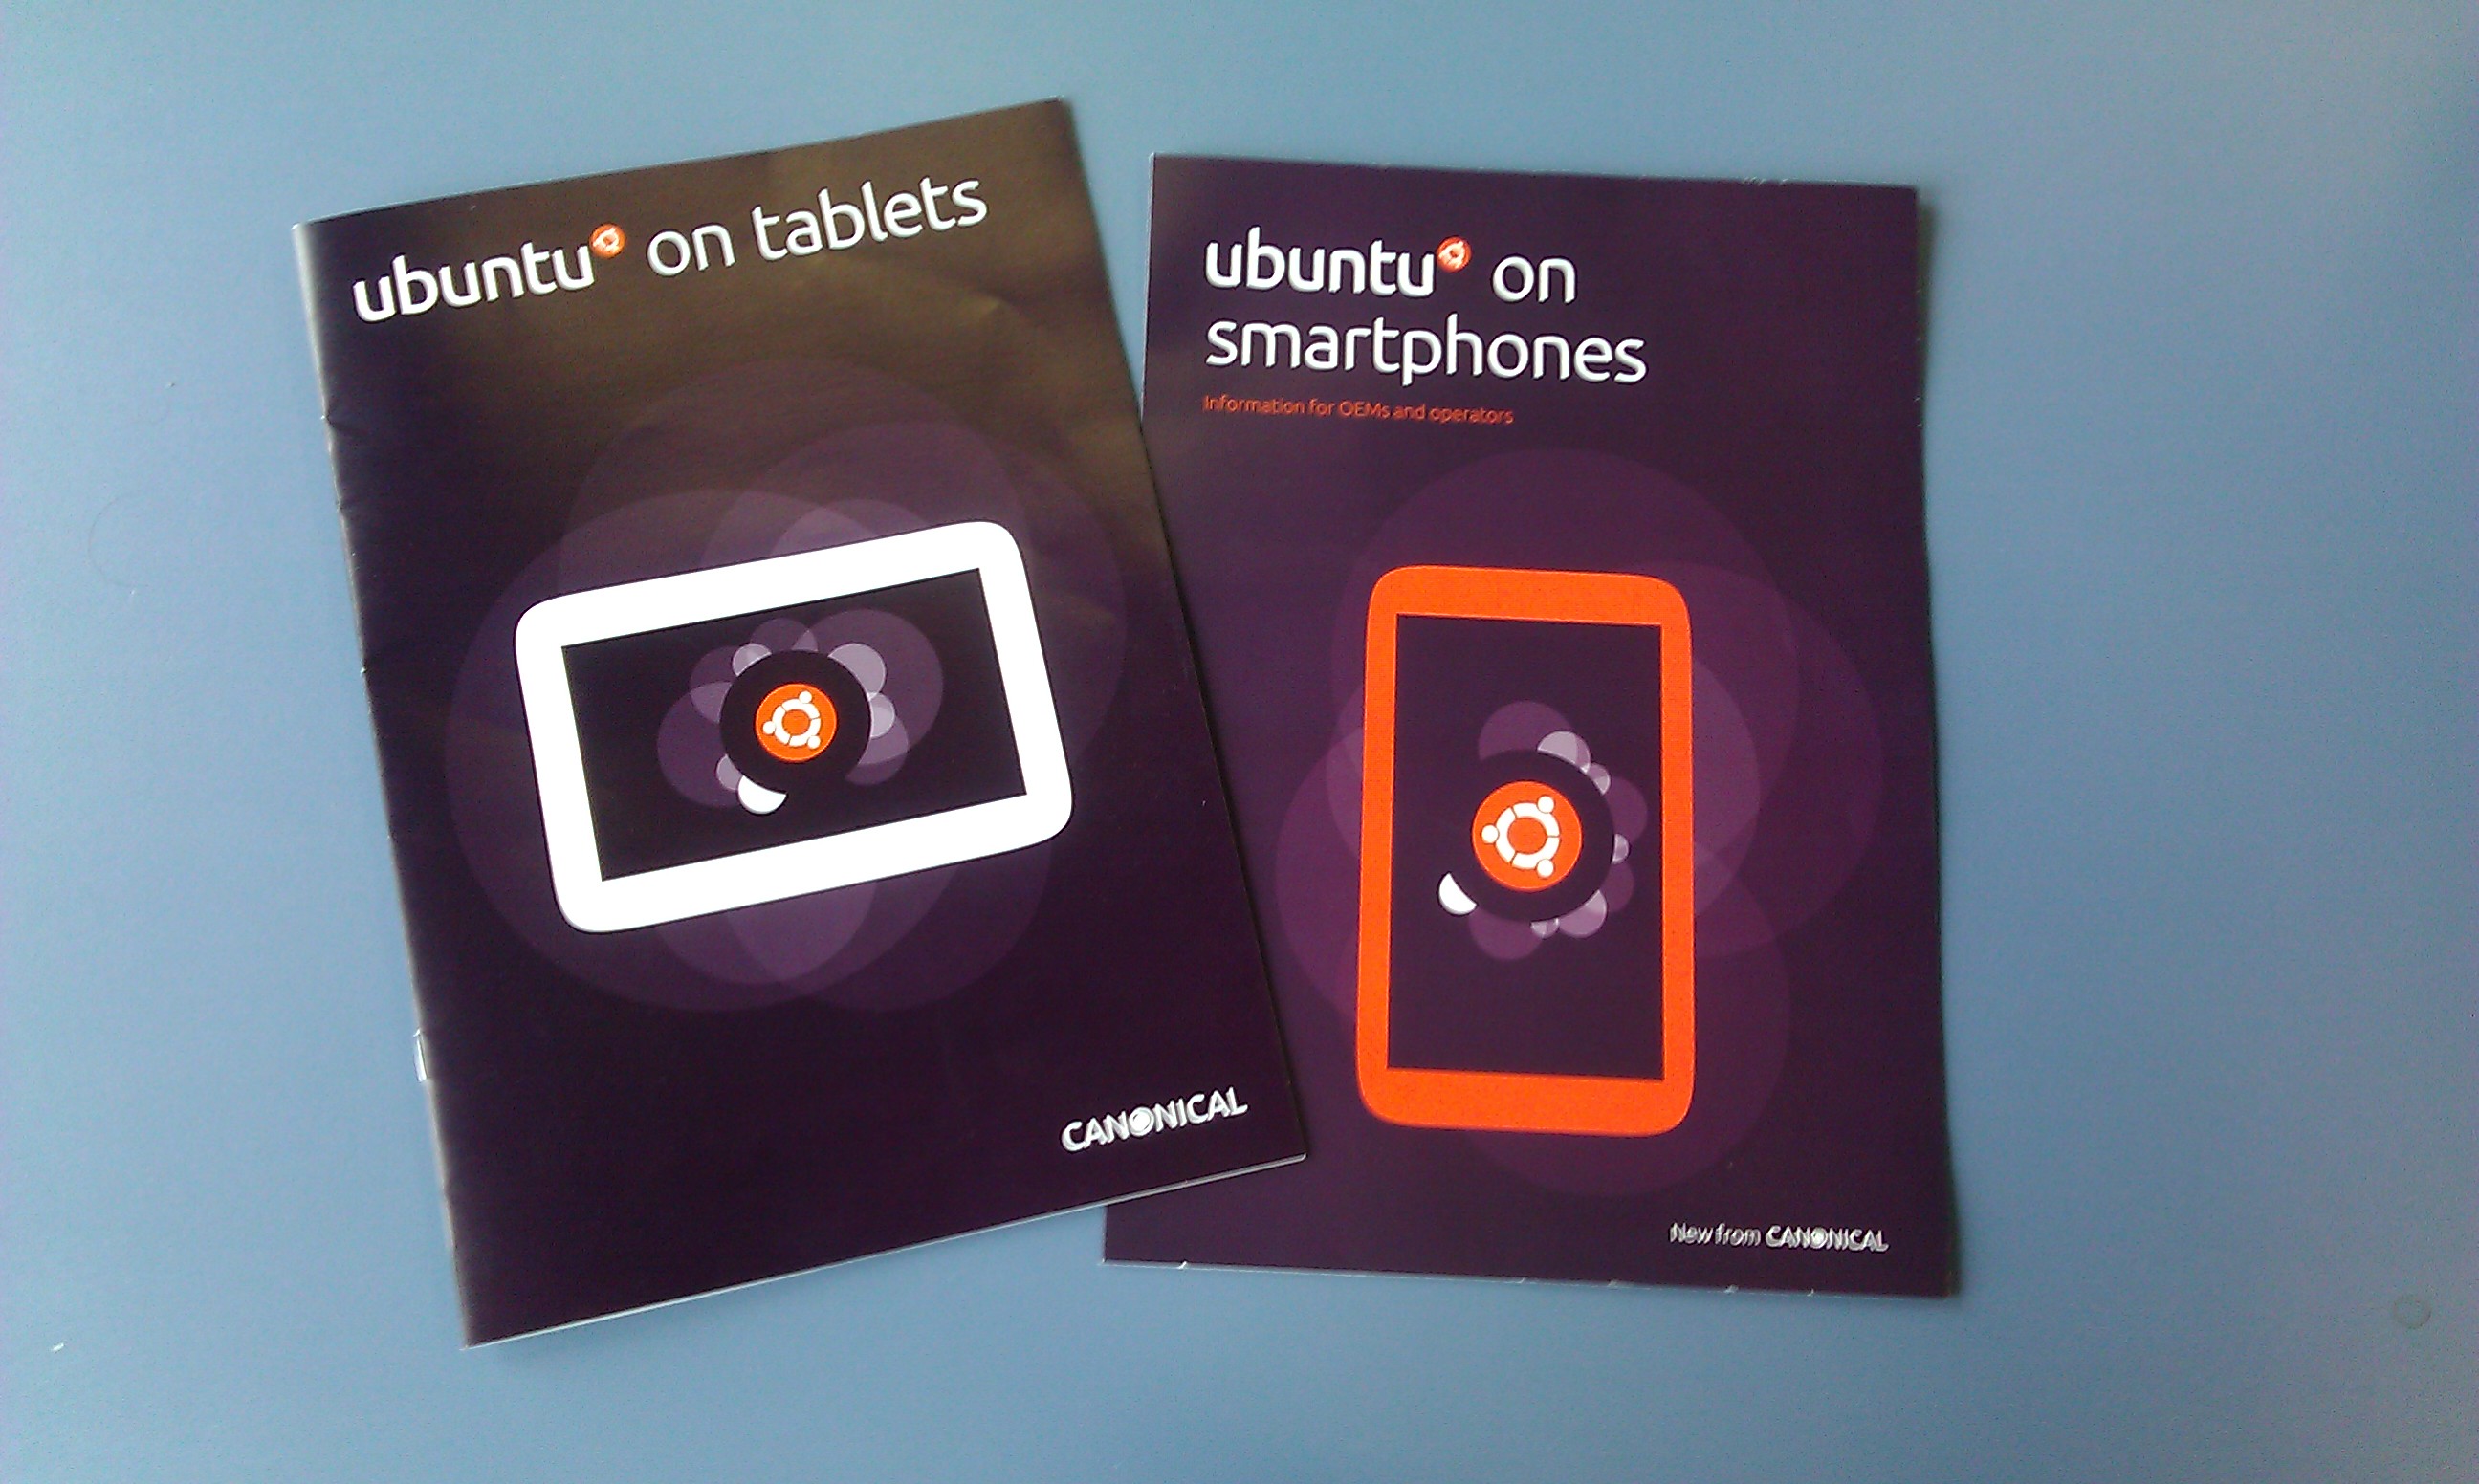 ubuntu on tablets
CANONICAL
ubuntu on
smartphones
Information for OEMs and operators
New from CANONICAL